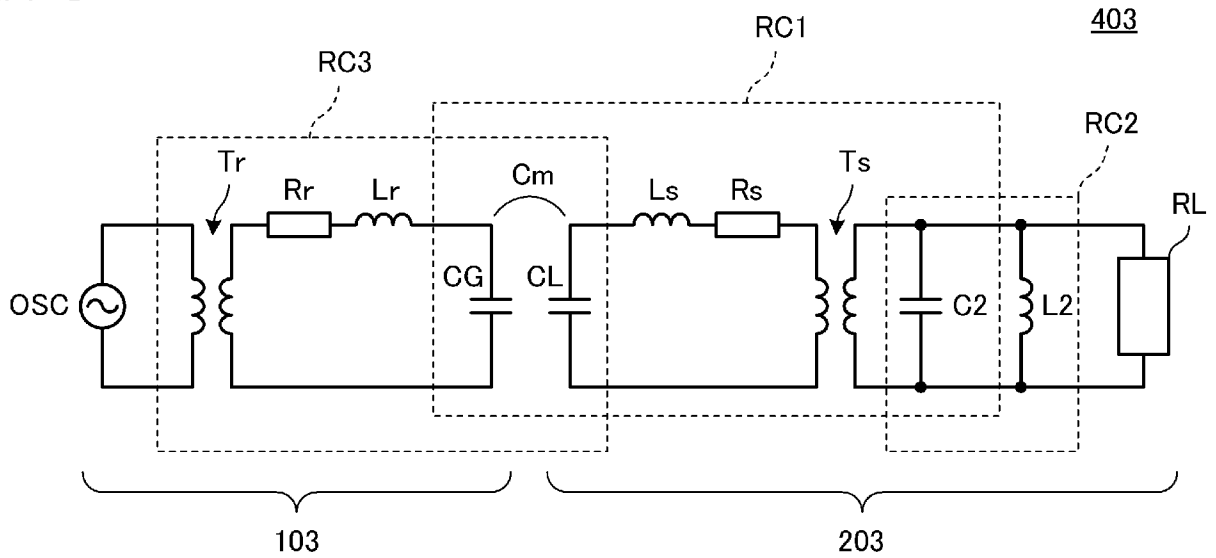 403
RC1
RC3
RC2
Tr
Rr
Lr
Cm
Ls
Rs
Ts
RL
OSC
CG
CL
C2
L2
103
203